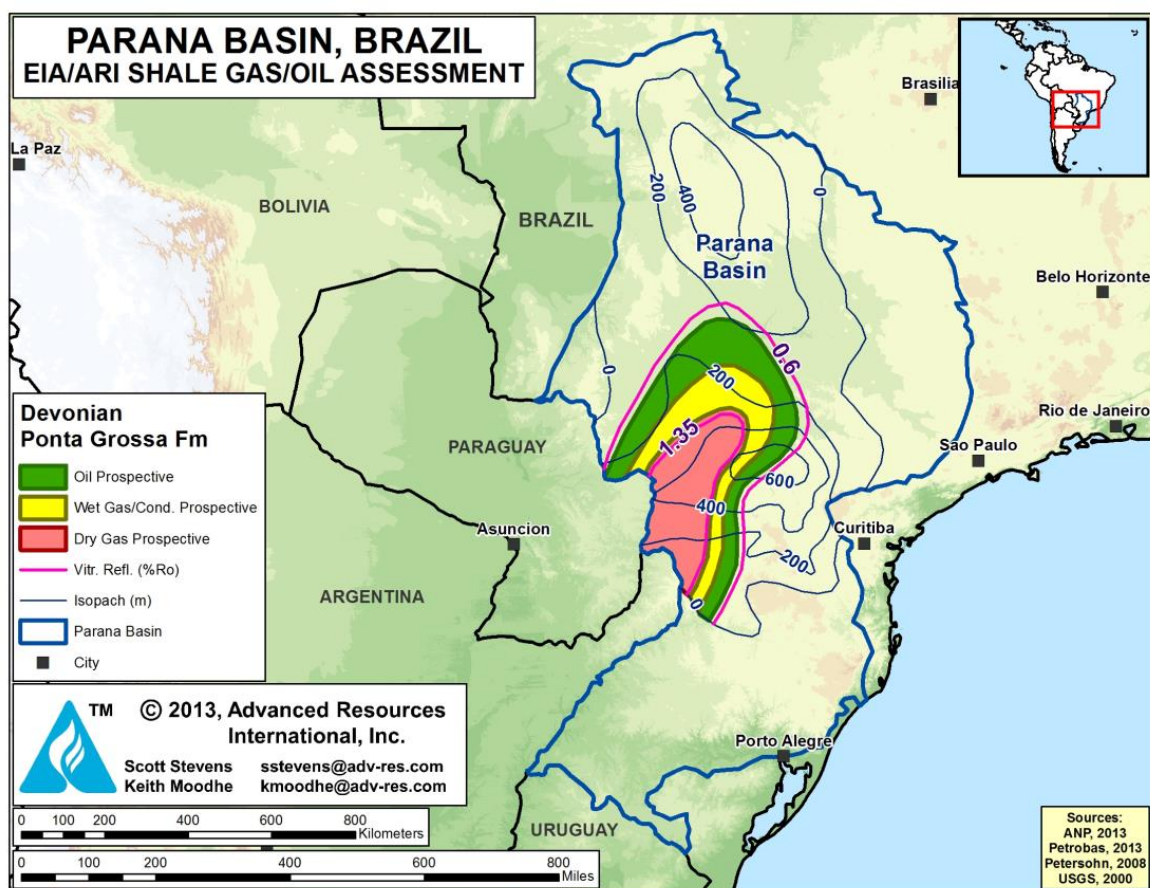 PARANA BASIN, BRAZIL
EIA/ARI SHALE GAS/OIL ASSESSMENT
Brasilia
La Paz
BOLIVIA
BRAZIL
200
400
0
Parana
Basin
Belo Horizonte
0
0.6
200
Rio de Janeiro
Sao Paulo
PARAGUAY
1.35
600
400
Asuncion
Curitiba
200
ARGENTINA
0
Porto Alegre
URUGUAY
Devonian
Ponta Grossa Fm
Oil Prospective
Wet Gas/Cond. Prospective
Dry Gas Prospective
Vitr. Refl. (%Ro)
Isopach (m)
Parana Basin
City
TM
© 2013, Advanced Resources
International, Inc.
Scott Stevens sstevens@adv-res.com
Keith Moodhe kmoodhe@adv-res.com
0 100 200 400 600 800
Kilometers
0 100 200 400 600 800
Miles
Sources:
ANP, 2013
Petrobas, 2013
Petersohn, 2008
USGS, 2000